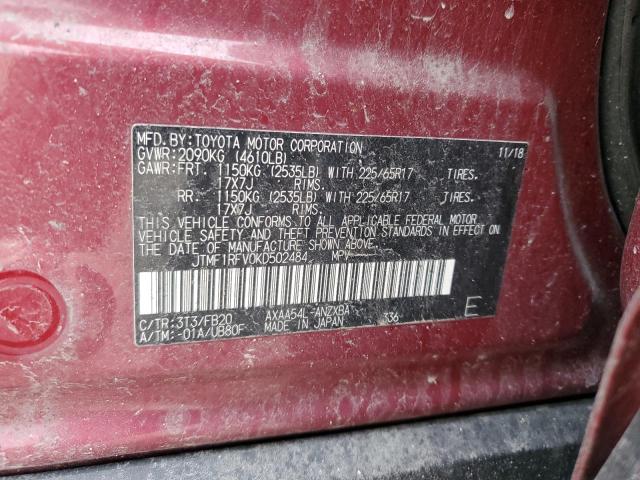 MFD.BY:TOYOTA MOTOR CORPORATION 11/18
GVWR:2090KG (4610LB)
GAWR:FRT. 1150KG (2535LB) WITH 225/65R17 TIRES.
17X7J RIMS.
RR: 1150KG (2535LB) WITH 225/65R17 TIRES.
17X7J RIMS.
THIS VEHICLE CONFORMS TO ALL APPLICABLE FEDERAL MOTOR
VEHICLE SAFETY AND THEFT PREVENTION STANDARDS IN EFFECT ON
THE DATE OF MANUFACTURE SHOWN ABOVE.
JTMF1RFV0KD502484 MPV
C/TR:3T3/FB20 AXAA54L-ANZXBA 336 E
A/TM:-01A/UB80F MADE IN JAPAN